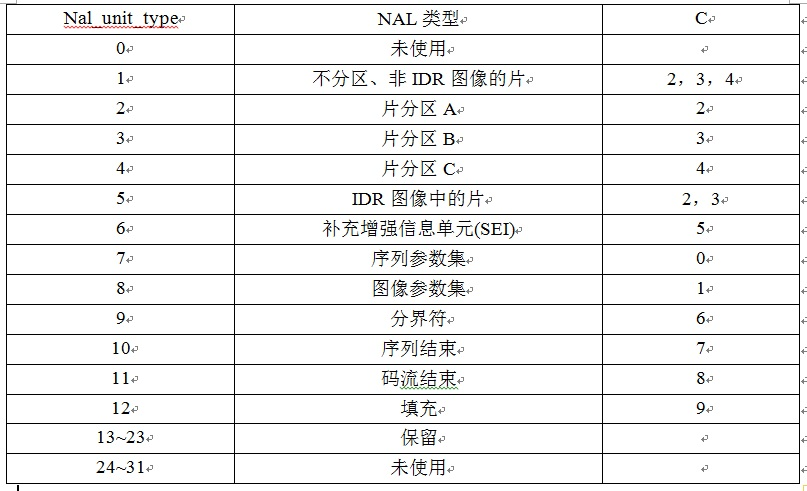 Nal_unit_type NAL 类型 C
0 未使用
1 不分区、非 IDR 图像的片 2，3，4
2 片分区 A 2
3 片分区 B 3
4 片分区 C 4
5 IDR 图像中的片 2，3
6 补充增强信息单元(SEI) 5
7 序列参数集 0
8 图像参数集 1
9 分界符 6
10 序列结束 7
11 码流结束 8
12 填充 9
13~23 保留
24~31 未使用